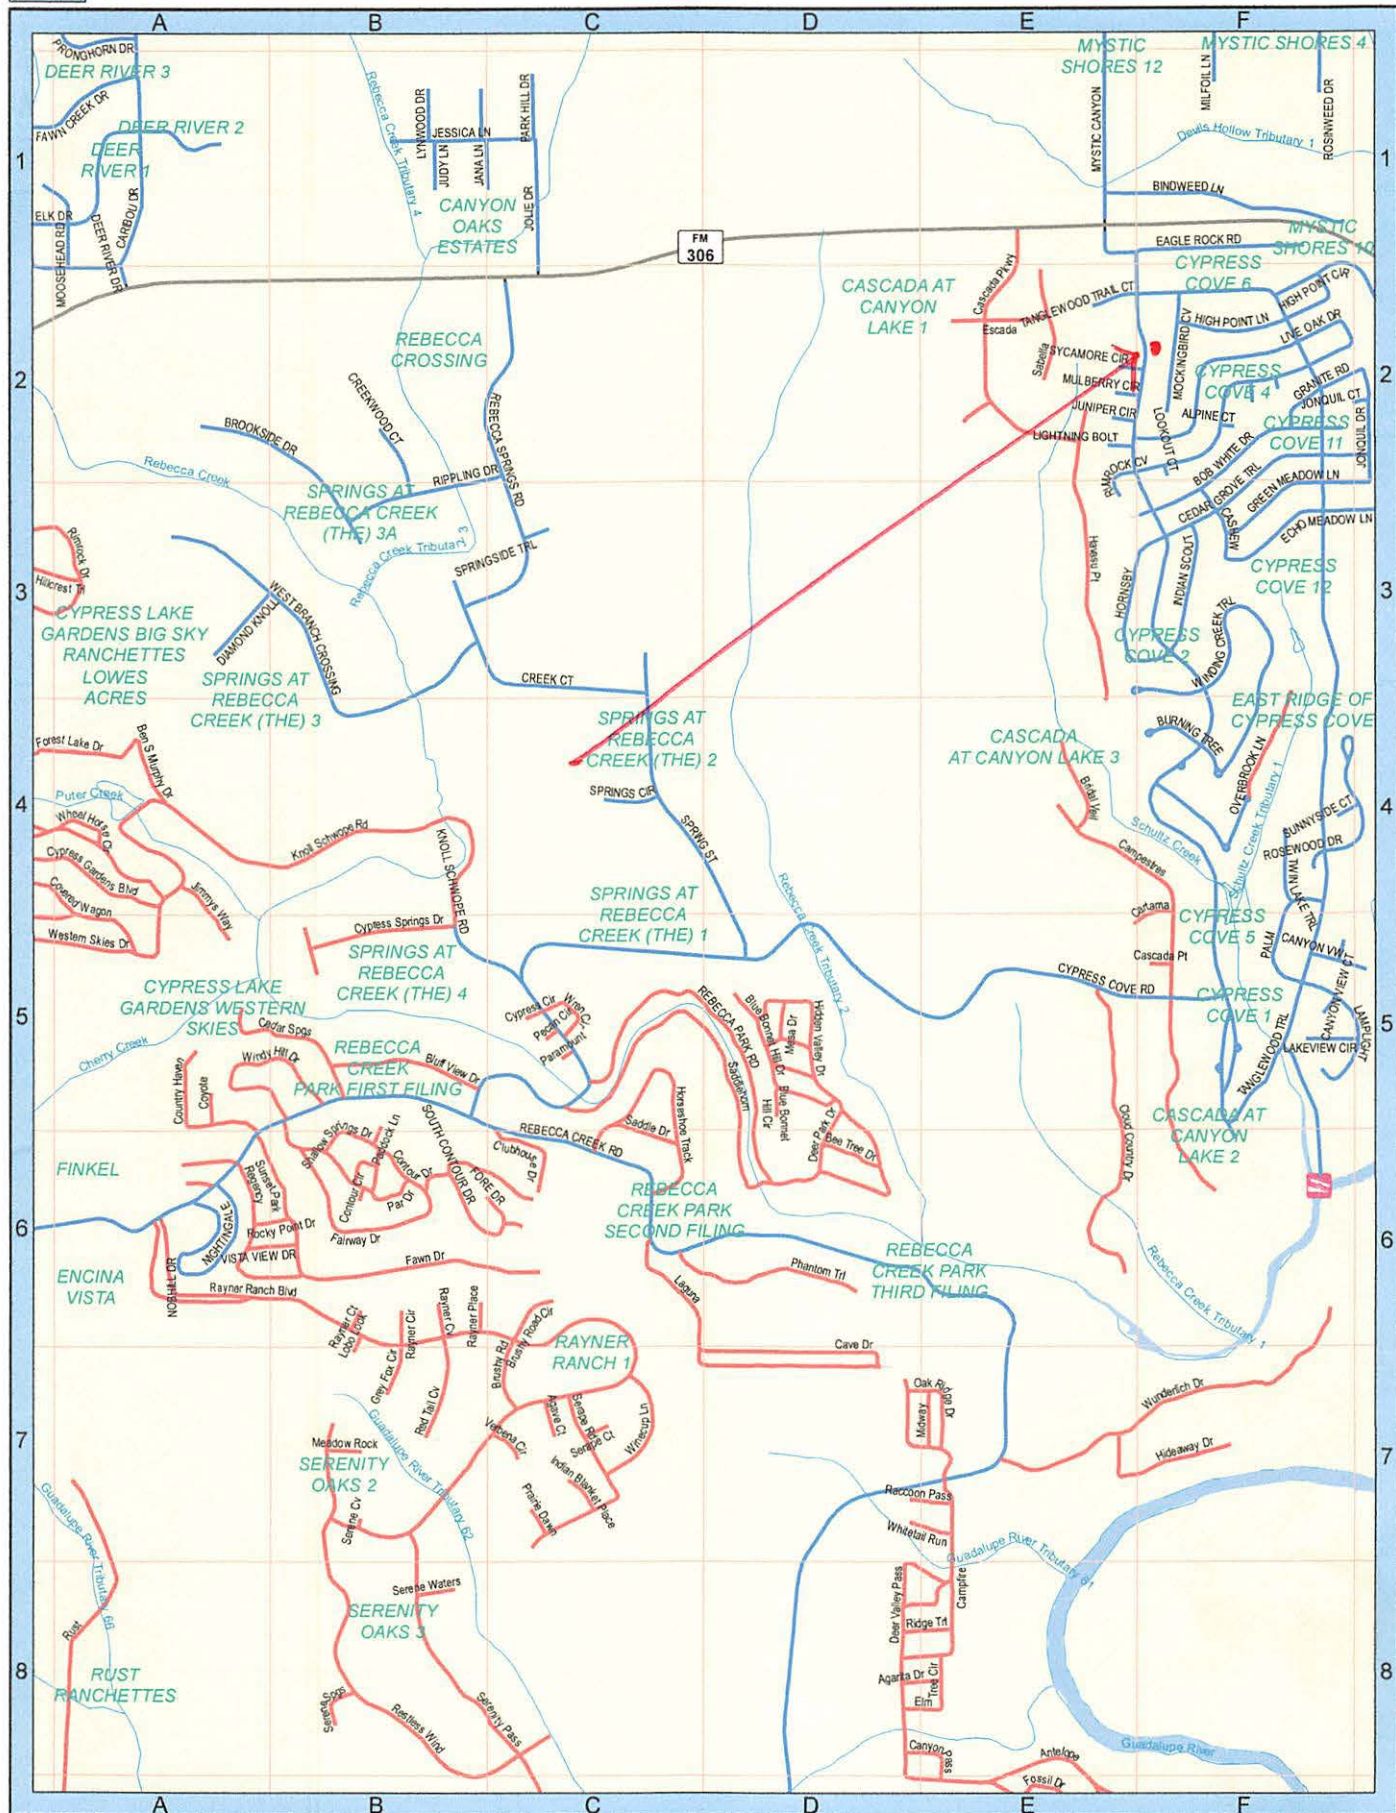 A B C D E F
PRONGHORN DR
DEER RIVER 3
FAWN CREEK DR
DEER RIVER 2
DEER
RIVER 1
ELK DR
MOOSEHEAD RD
DEER RIVER DR
CARIBOU DR
Rebecca Creek Tributary 4
LYNWOOD DR
JESSICA LN
JUDY LN
JANA LN
PARK HILL DR
JOLIE DR
CANYON
OAKS
ESTATES
MYSTIC
SHORES 12
MYSTIC SHORES 4
MYSTIC CANYON
MILFOIL LN
ROSINWEED DR
Devils Hollow Tributary 1
BINDWEED LN
1
1
FM
306
EAGLE ROCK RD
MYSTIC
SHORES 10
CYPRESS
COVE 6
CASCADA AT
CANYON
LAKE 1
Cascada Pkwy
Escada
Sabella
TANGLEWOOD TRAIL CT
HIGH POINT CIR
HIGH POINT LN
LIVE OAK DR
MOCKINGBIRD CV
SYCAMORE CIR
MULBERRY CIR
JUNIPER CIR
LIGHTNING BOLT
CYPRESS
COVE 4
GRANITE RD
JONQUIL CT
JONQUIL DR
ALPINE CT
LOOKOUT CT
CYPRESS
COVE 11
RIMROCK CV
BOB WHITE DR
CEDAR GROVE TRL
GREEN MEADOW LN
CASHEW
ECHO MEADOW LN
REBECCA
CROSSING
2
2
CREEKWOOD CT
BROOKSIDE DR
REBECCA SPRINGS RD
RIPPLING DR
Rebecca Creek
SPRINGS AT
REBECCA CREEK
(THE) 3A
Rebecca Creek Tributary 3
SPRINGSIDE TRL
Rimrock Dr
Hillcrest Trl
3
3
Havasu Pt
HORNSBY
INDIAN SCOUT
CYPRESS
COVE 12
CYPRESS
COVE 2
WINDING CREEK TRL
CYPRESS LAKE
GARDENS BIG SKY
RANCHETTES
LOWES
ACRES
DIAMOND KNOLL
WEST BRANCH CROSSING
SPRINGS AT
REBECCA
CREEK (THE) 3
CREEK CT
SPRINGS AT
REBECCA
CREEK (THE) 2
CASCADA
AT CANYON LAKE 3
EAST RIDGE OF
CYPRESS COVE
BURNING TREE
OVERBROOK LN
Forest Lake Dr
Ben S Murphy Dr
Puter Creek
Wheel Horse Cir
Cypress Gardens Blvd
Covered Wagon
Western Skies Dr
Jimmys Way
Knoll Schwope Rd
KNOLL SCHWOPE RD
SPRINGS CIR
SPRING ST
4
4
Bridal Veil
Schultz Creek
Schultz Creek Tributary 1
Campestres
SUNNYSIDE CT
ROSEWOOD DR
TWIN LAKE TRL
Cypress Springs Dr
SPRINGS AT
REBECCA
CREEK (THE) 1
Rebecca Creek Tributary 2
Cartama
CYPRESS
COVE 5
PALM
CANYON VW
Cascada Pt
CANYON VIEW CT
CYPRESS COVE RD
CYPRESS
COVE 1
LAMPLIGHT
LAKEVIEW CIR
TANGLEWOOD TRL
SPRINGS AT
REBECCA
CREEK (THE) 4
CYPRESS LAKE
GARDENS WESTERN
SKIES
5
5
Cherry Creek
Cedar Spgs
Windy Hill Dr
Country Haven
Coyote
REBECCA
CREEK
PARK FIRST FILING
Bluff View Dr
Cypress Cir
Wren Cir
Pecan Cir
Paramount
REBECCA PARK RD
Blue Bonnet Hill Dr
Mesa Dr
Hidden Valley Dr
Saddlehorn
Hill Cir
Blue Bonnet
Deer Park Dr
Bee Tree Dr
Horseshoe Track
Saddle Dr
Cloud Country Dr
CASCADA AT
CANYON
LAKE 2
FINKEL
Shallow Springs Dr
Paddock Ln
SOUTH CONTOUR DR
REBECCA CREEK RD
Clubhouse Dr
FORE DR
Contour Dr
Contour Cir
Par Dr
Fairway Dr
Sunset Park
Regency
NIGHTINGALE
Rocky Point Dr
VISTA VIEW DR
Fawn Dr
REBECCA
CREEK PARK
SECOND FILING
6
6
REBECCA
CREEK PARK
THIRD FILING
Phantom Trl
Laguna
Rebecca Creek Tributary 1
ENCINA
VISTA
NOBHILL DR
Rayner Ranch Blvd
Rayner Ct
Lobo Look
Rayner Cir
Rayner Cv
Rayner Place
Grey Fox Cir
Red Tail Cv
Brushy Rd
Brushy Road Cir
RAYNER
RANCH 1
Cave Dr
Oak Ridge Dr
Midway
Wunderlich Dr
Hideaway Dr
7
7
Verbena Cir
Agave Ct
Serape Rd
Serape Ct
Winecup Ln
Indian Blanket Place
Prairie Dawn
Meadow Rock
SERENITY
OAKS 2
Serene Cv
Guadalupe River Tributary 62
Guadalupe River Tributary 66
Raccoon Pass
Whitetail Run
Guadalupe River Tributary 61
Campfire
Deer Valley Pass
Ridge Trl
Serene Waters
SERENITY
OAKS 3
Rust
RUST
RANCHETTES
8
8
Agarita Dr
Tree Cir
Elm
Serenity Pass
Restless Wind
Canyon Pass
Antelope
Fossil Dr
Guadalupe River
A B C D E F